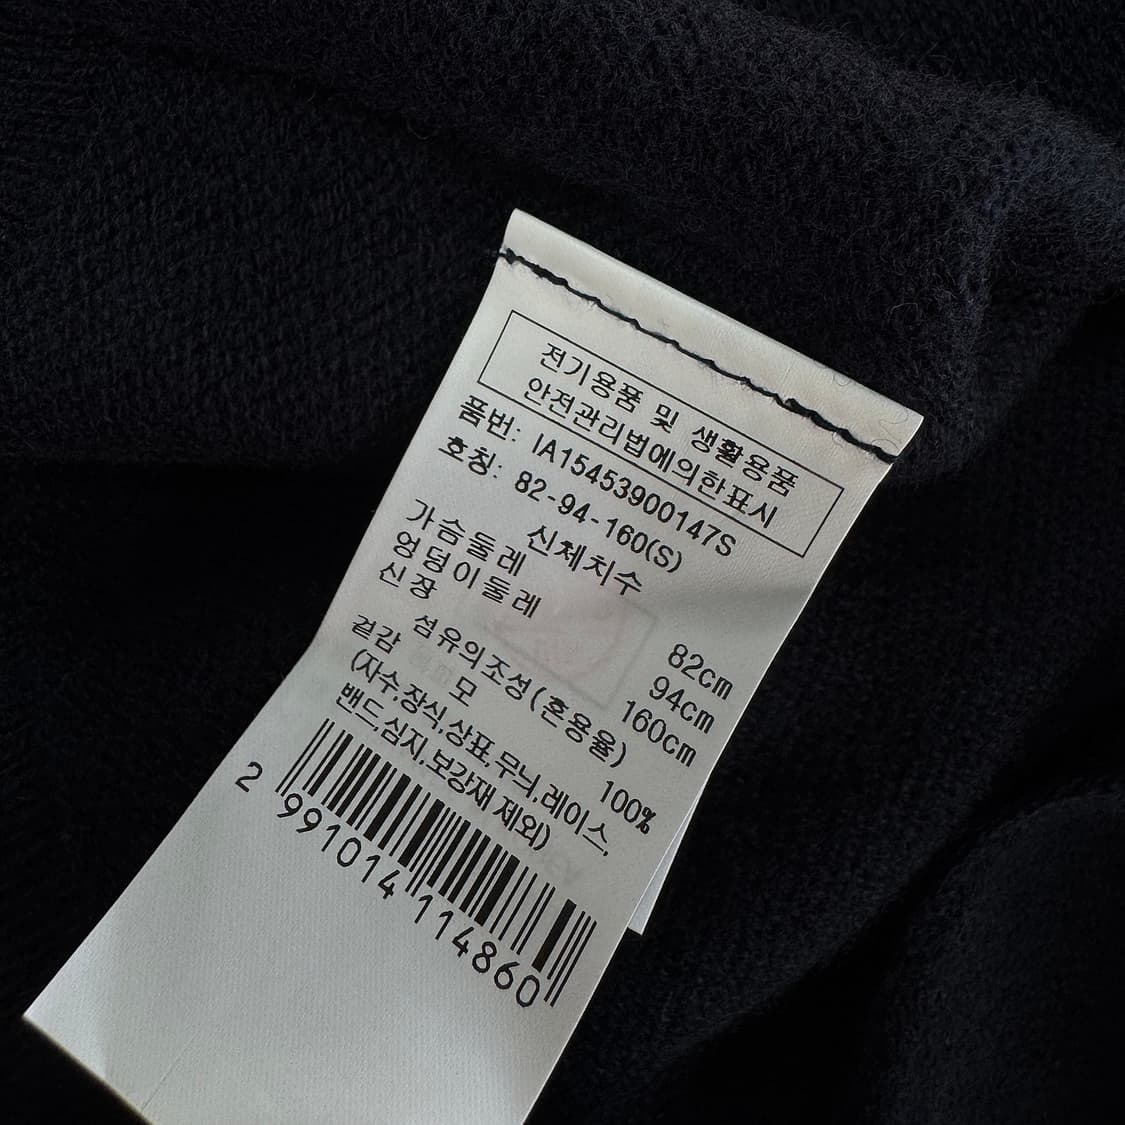 전기용품 및 생활용품
안전관리법에의한표시
품번: IA15453900147S
호칭: 82-94-160(S)
신체치수
가슴둘레 82cm
엉덩이둘레 94cm
신장 160cm
섬유의조성(혼용율)
겉감 모 100%
(자수,장식,상표,무늬,레이스,
밴드,심지,보강재 제외)
2 991014 114860